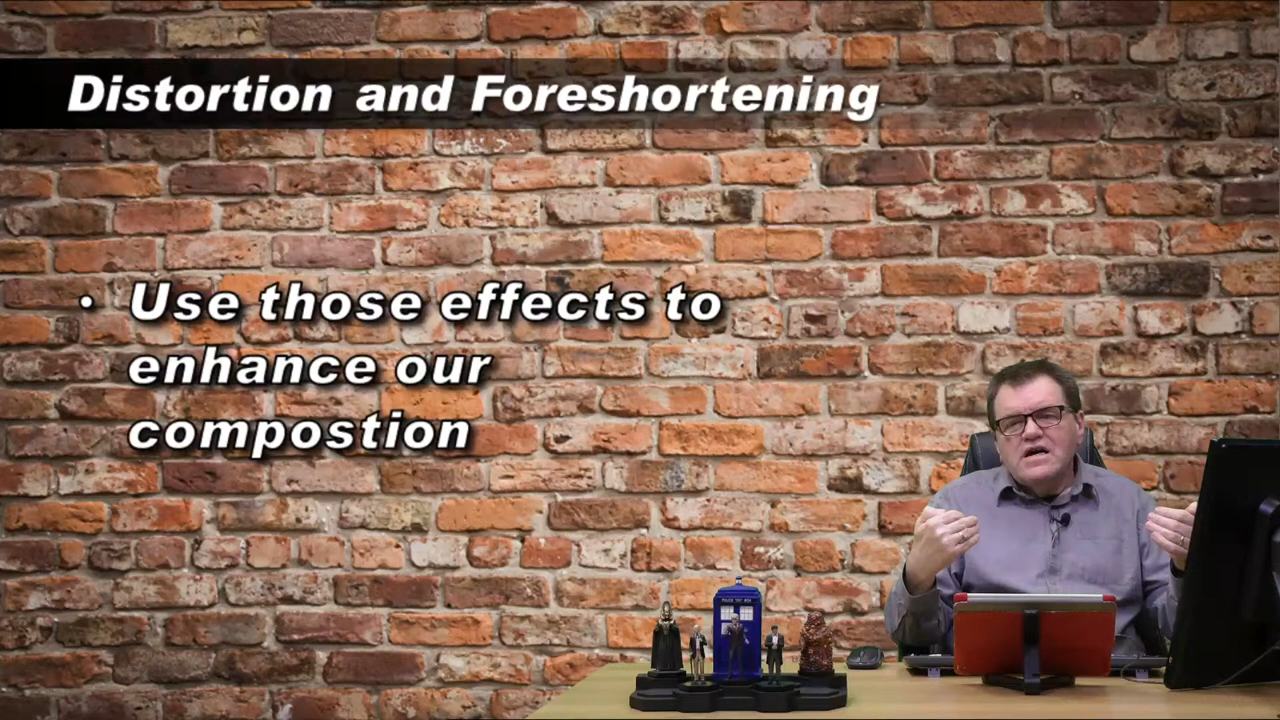 Distortion and Foreshortening
• Use those effects to
enhance our
compostion